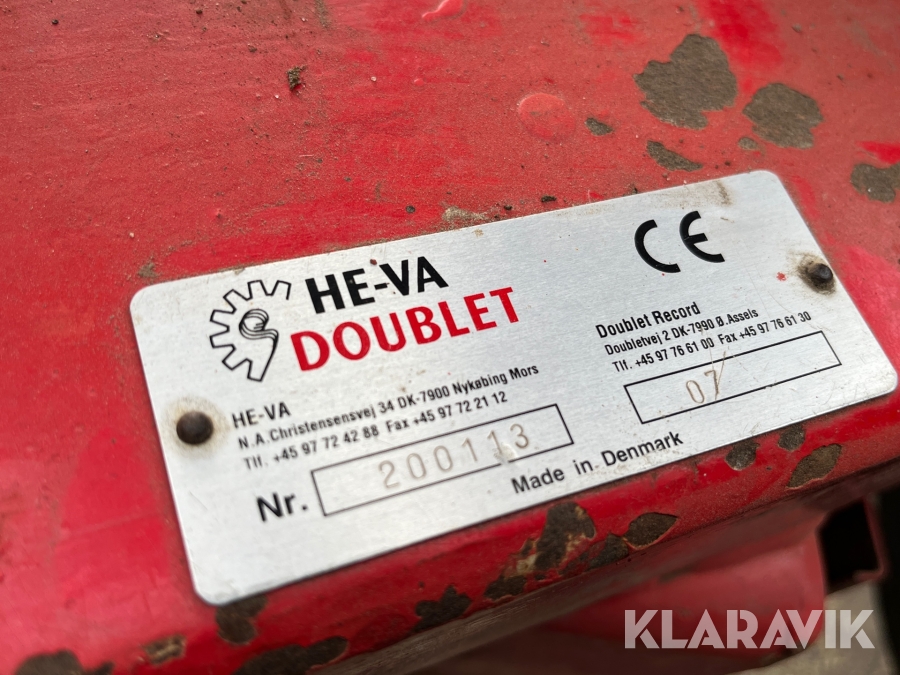 HE-VA
DOUBLET
CE
HE-VA
N.A.Christensensvej 34 DK-7900 Nykøbing Mors
Tlf. +45 97 72 42 88 Fax +45 97 72 21 12
Nr. 200113
Doublet Record
Doubletvej 2 DK-7990 Ø.Assels
Tlf. +45 97 76 61 00 Fax +45 97 76 61 30
07
Made in Denmark
KLARAVIK